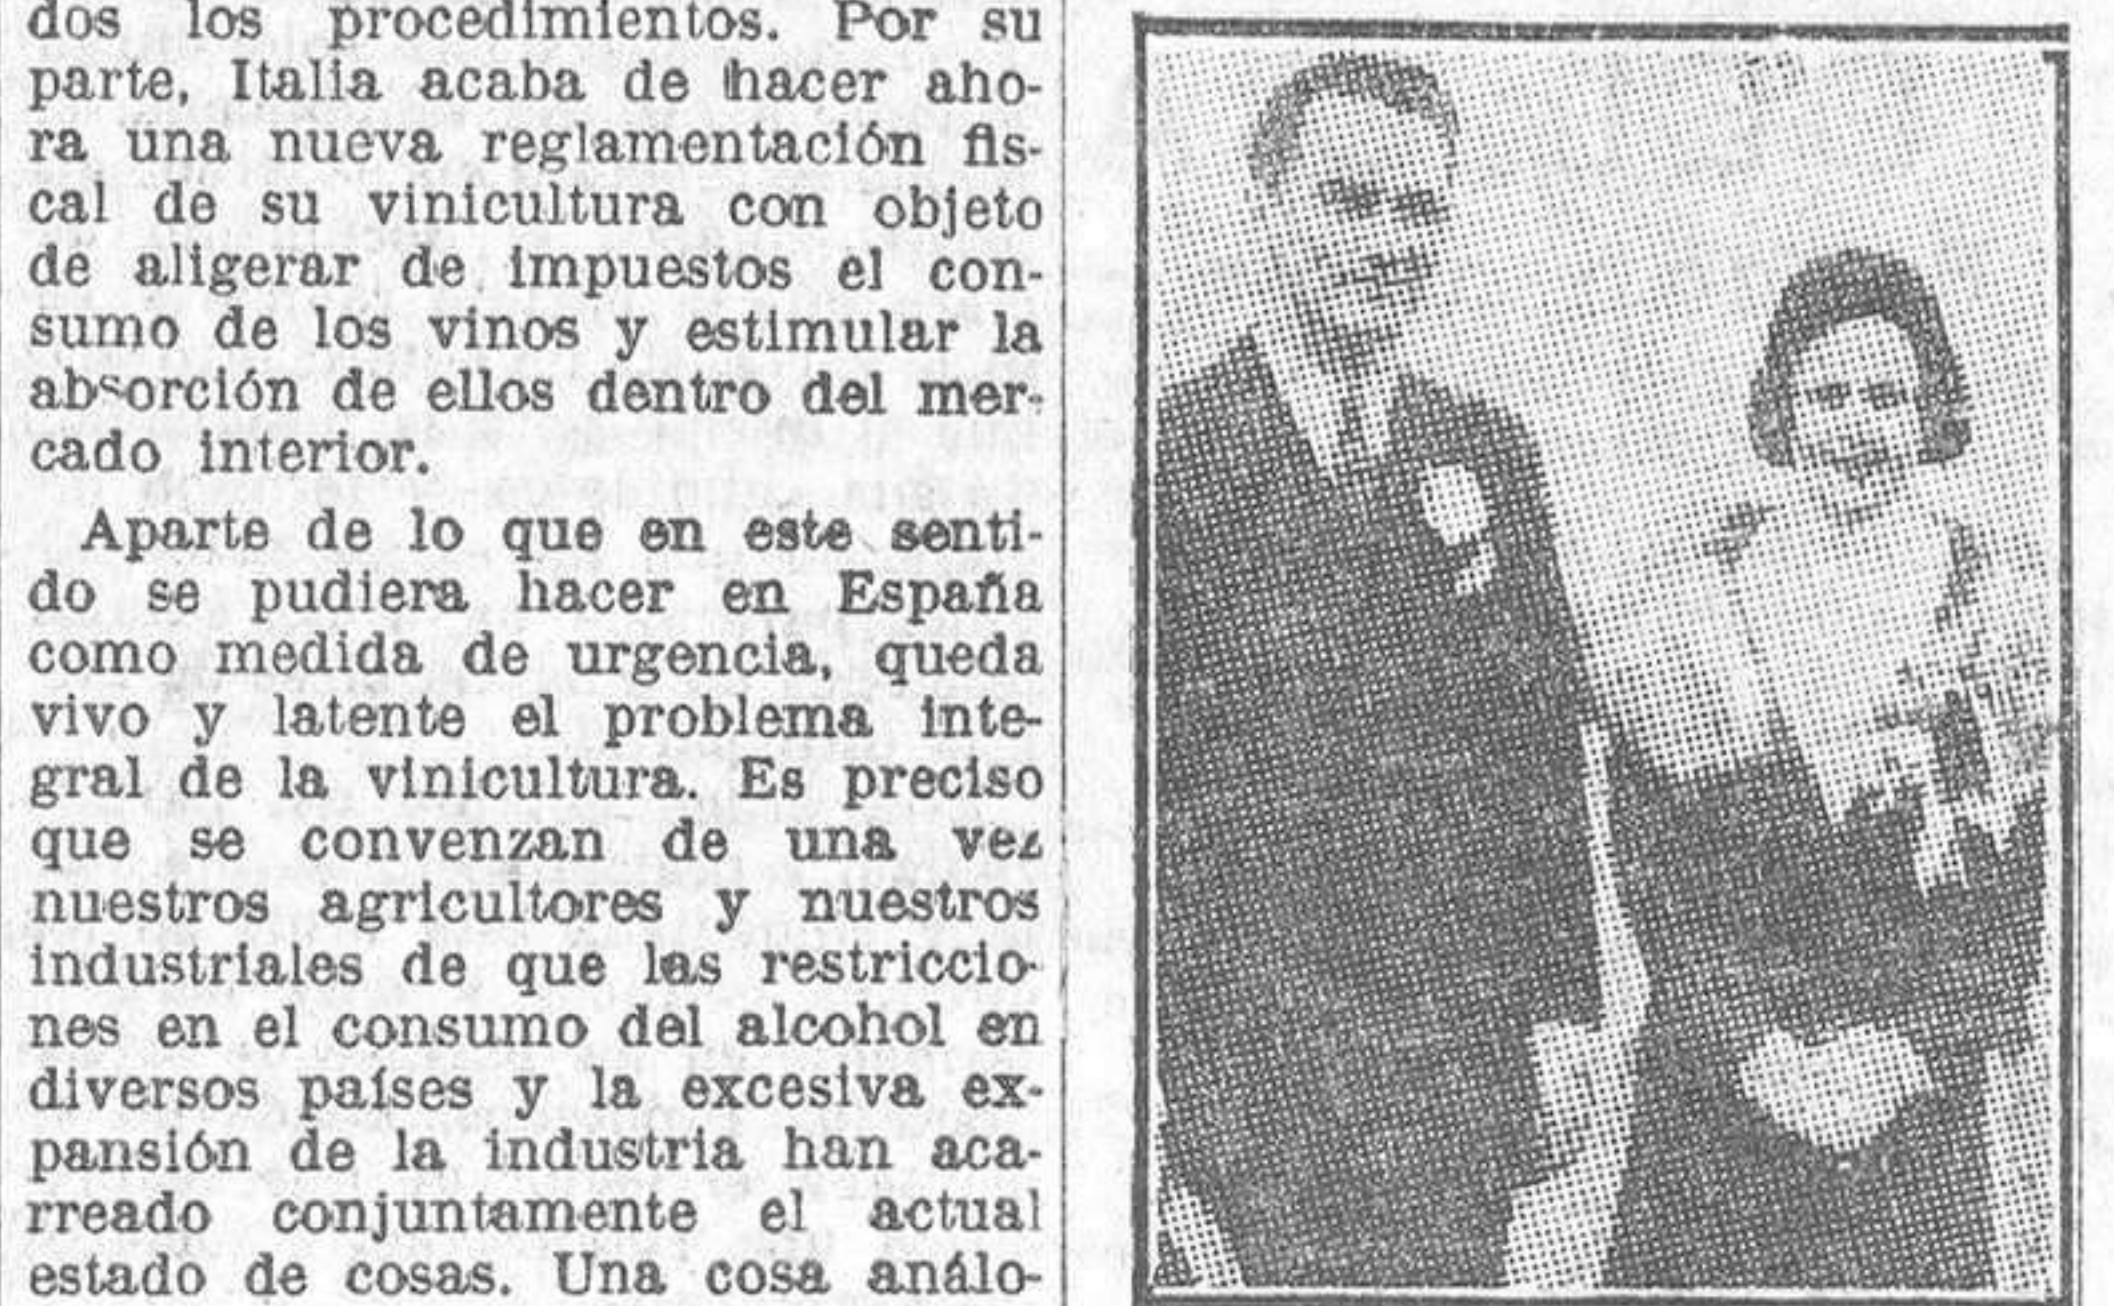 dos los procedimientos. Por su
parte, Italia acaba de hacer aho-
ra una nueva reglamentación fis-
cal de su vinicultura con objeto
de aligerar de impuestos el con-
sumo de los vinos y estimular la
absorción de ellos dentro del mer-
cado interior.
Aparte de lo que en este senti-
do se pudiera hacer en España
como medida de urgencia, queda
vivo y latente el problema inte-
gral de la vinicultura. Es preciso
que se convenzan de una vez
nuestros agricultores y nuestros
industriales de que las restriccio-
nes en el consumo del alcohol en
diversos países y la excesiva ex-
pansión de la industria han aca-
rreado conjuntamente el actual
estado de cosas. Una cosa análo-